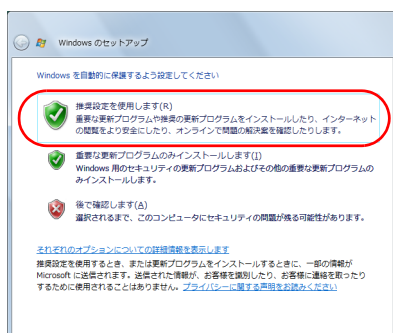 Windows のセットアップ
Windows を自動的に保護するよう設定してください
推奨設定を使用します(R)
重要な更新プログラムや推奨の更新プログラムをインストールしたり、インターネット
の閲覧をより安全にしたり、オンラインで問題の解決策を確認したりします。
重要な更新プログラムのみインストールします(I)
Windows 用のセキュリティの更新プログラムおよびその他の重要な更新プログラムの
みインストールします。
後で確認します(A)
選択されるまで、このコンピュータにセキュリティの問題が残る可能性があります。
それぞれのオプションについての詳細情報を表示します
推奨設定を使用するとき、または更新プログラムをインストールするときに、一部の情報が
Microsoft に送信されます。送信された情報が、お客様を識別したり、お客様に連絡を取ったり
するために使用されることはありません。プライバシーに関する声明をお読みください